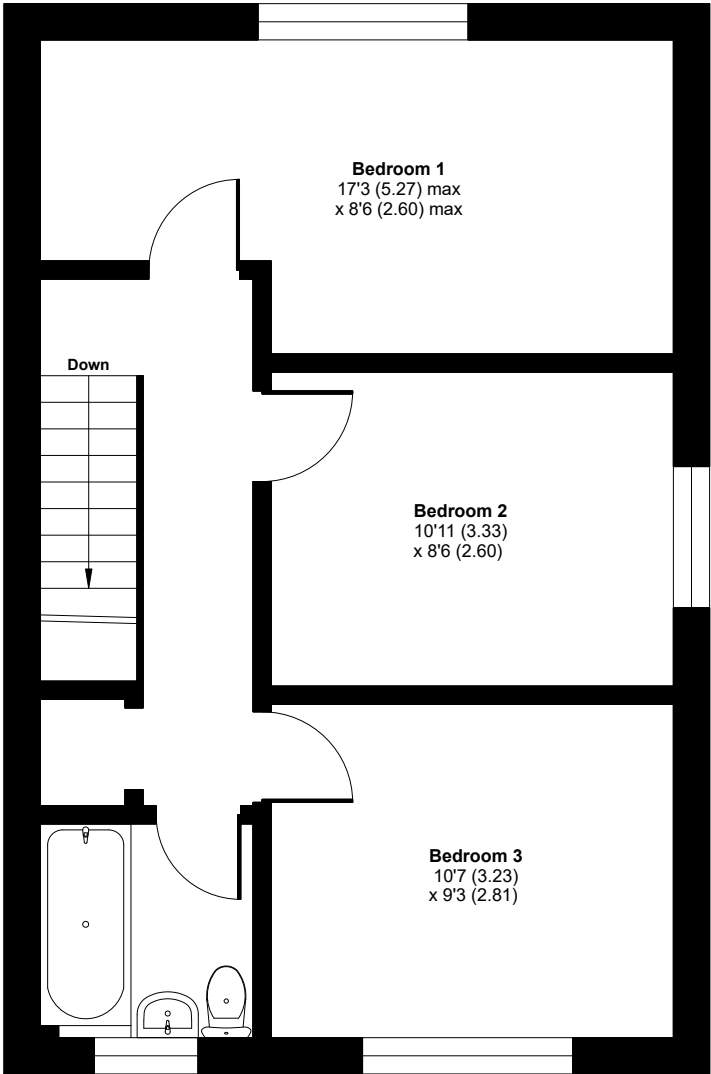 Bedroom 1
17'3 (5.27) max
x 8'6 (2.60) max
Down
Bedroom 2
10'11 (3.33)
x 8'6 (2.60)
Bedroom 3
10'7 (3.23)
x 9'3 (2.81)